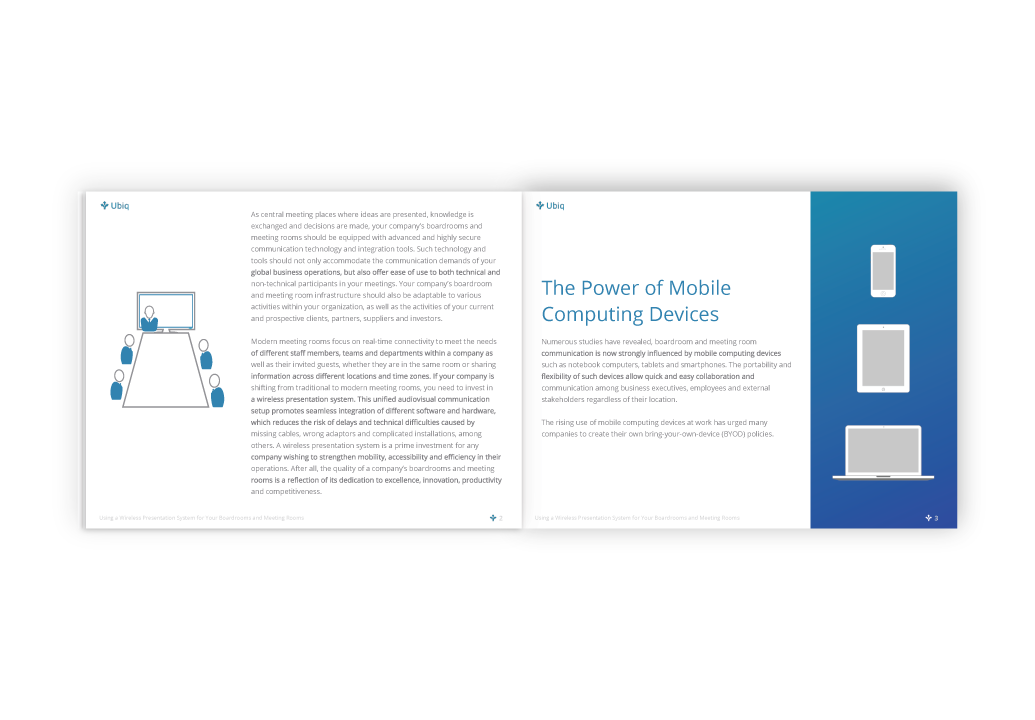 Ubiq
As central meeting places where ideas are presented, knowledge is
exchanged and decisions are made, your company's boardrooms and
meeting rooms should be equipped with advanced and highly secure
communication technology and integration tools. Such technology and
tools should not only accommodate the communication demands of your
global business operations, but also offer ease of use to both technical and
non-technical participants in your meetings. Your company's boardroom
and meeting room infrastructure should also be adaptable to various
activities within your organization, as well as the activities of your current
and prospective clients, partners, suppliers and investors.
Modern meeting rooms focus on real-time connectivity to meet the needs
of different staff members, teams and departments within a company as
well as their invited guests, whether they are in the same room or sharing
information across different locations and time zones. If your company is
shifting from traditional to modern meeting rooms, you need to invest in
a wireless presentation system. This unified audiovisual communication
setup promotes seamless integration of different software and hardware,
which reduces the risk of delays and technical difficulties caused by
missing cables, wrong adaptors and complicated installations, among
others. A wireless presentation system is a prime investment for any
company wishing to strengthen mobility, accessibility and efficiency in their
operations. After all, the quality of a company's boardrooms and meeting
rooms is a reflection of its dedication to excellence, innovation, productivity
and competitiveness.
Using a Wireless Presentation System for Your Boardrooms and Meeting Rooms
2
Ubiq
The Power of Mobile
Computing Devices
Numerous studies have revealed, boardroom and meeting room
communication is now strongly influenced by mobile computing devices
such as notebook computers, tablets and smartphones. The portability and
flexibility of such devices allow quick and easy collaboration and
communication among business executives, employees and external
stakeholders regardless of their location.
The rising use of mobile computing devices at work has urged many
companies to create their own bring-your-own-device (BYOD) policies.
Using a Wireless Presentation System for Your Boardrooms and Meeting Rooms
3